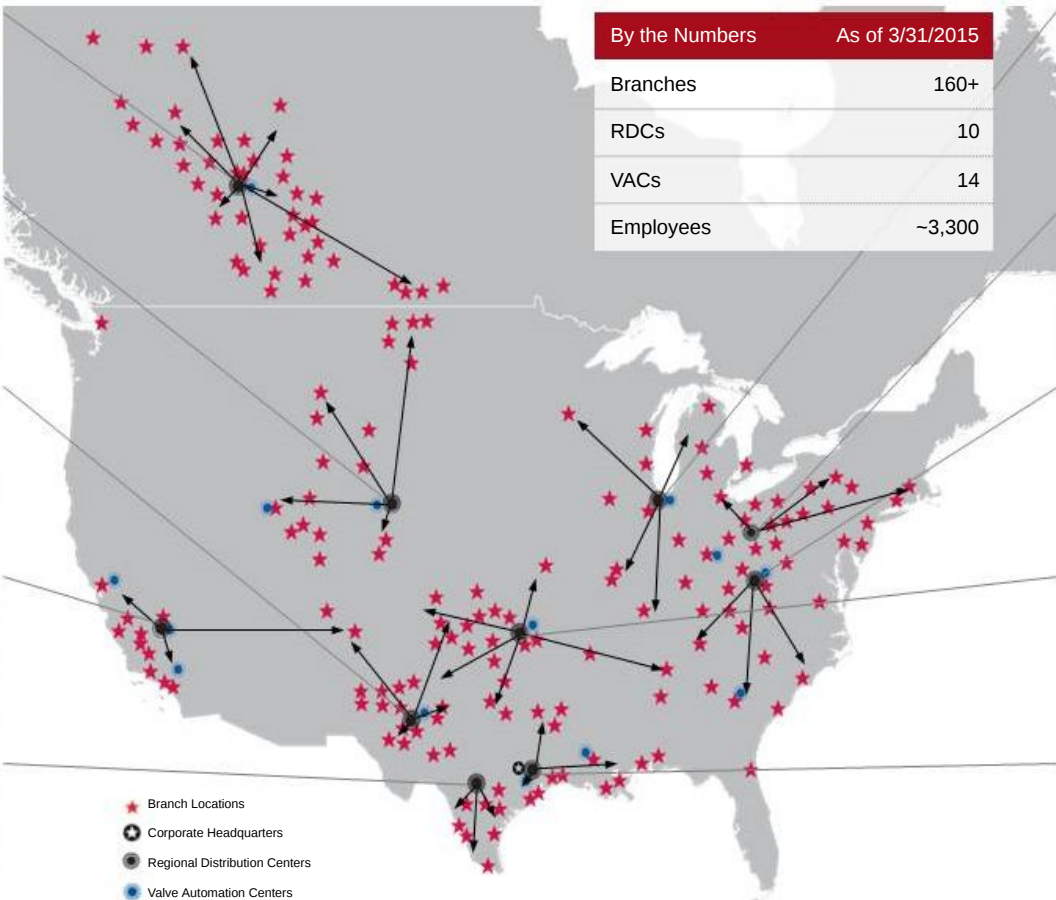 By the Numbers As of 3/31/2015
Branches 160+
RDCs 10
VACs 14
Employees ~3,300
Branch Locations
Corporate Headquarters
Regional Distribution Centers
Valve Automation Centers